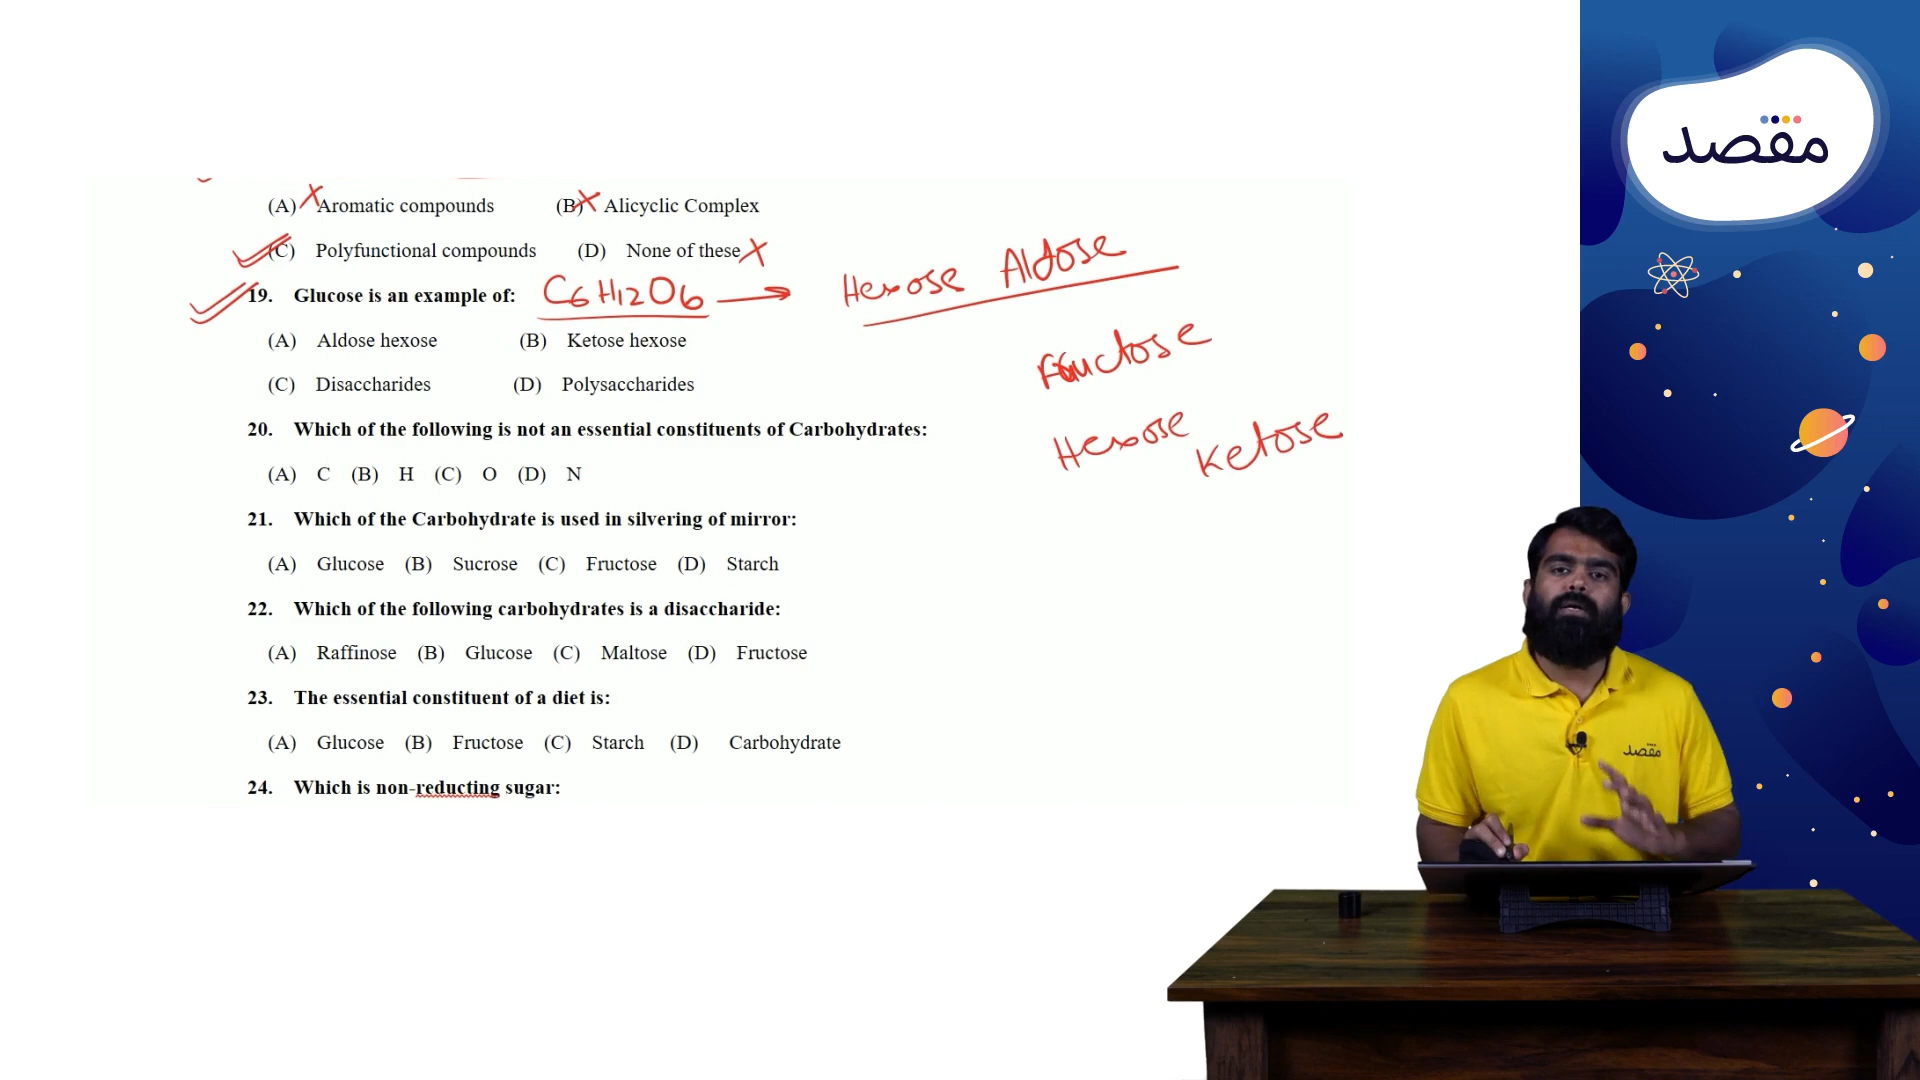 (A) Aromatic compounds (B) Alicyclic Complex
(C) Polyfunctional compounds (D) None of these
19. Glucose is an example of: C6H12O6 → Hexose Aldose
(A) Aldose hexose (B) Ketose hexose
Fructose
(C) Disaccharides (D) Polysaccharides
20. Which of the following is not an essential constituents of Carbohydrates:
Hexose Ketose
(A) C (B) H (C) O (D) N
21. Which of the Carbohydrate is used in silvering of mirror:
(A) Glucose (B) Sucrose (C) Fructose (D) Starch
22. Which of the following carbohydrates is a disaccharide:
(A) Raffinose (B) Glucose (C) Maltose (D) Fructose
23. The essential constituent of a diet is:
(A) Glucose (B) Fructose (C) Starch (D) Carbohydrate
24. Which is non-reducting sugar:
مقصد
مقصد